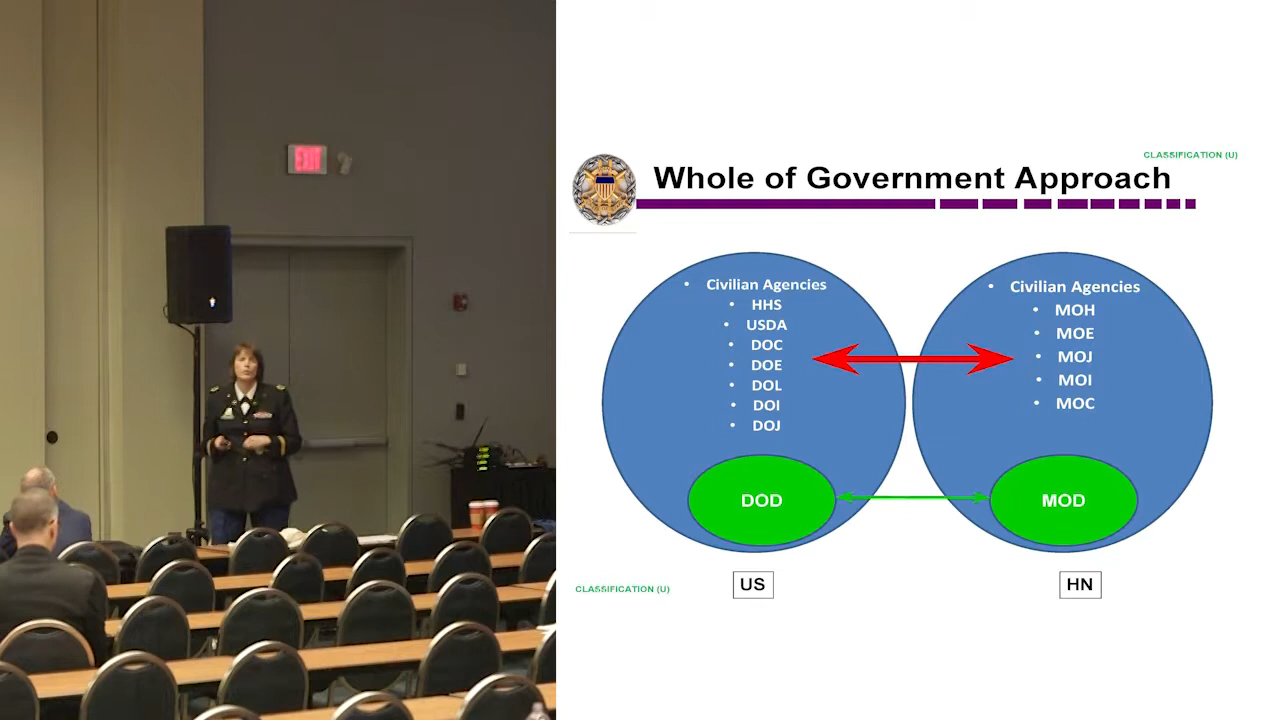 EXIT
CLASSIFICATION (U)
Whole of Government Approach
• Civilian Agencies
• HHS
• USDA
• DOC
• DOE
• DOL
• DOI
• DOJ
DOD
US
• Civilian Agencies
• MOH
• MOE
• MOJ
• MOI
• MOC
MOD
HN
CLASSIFICATION (U)